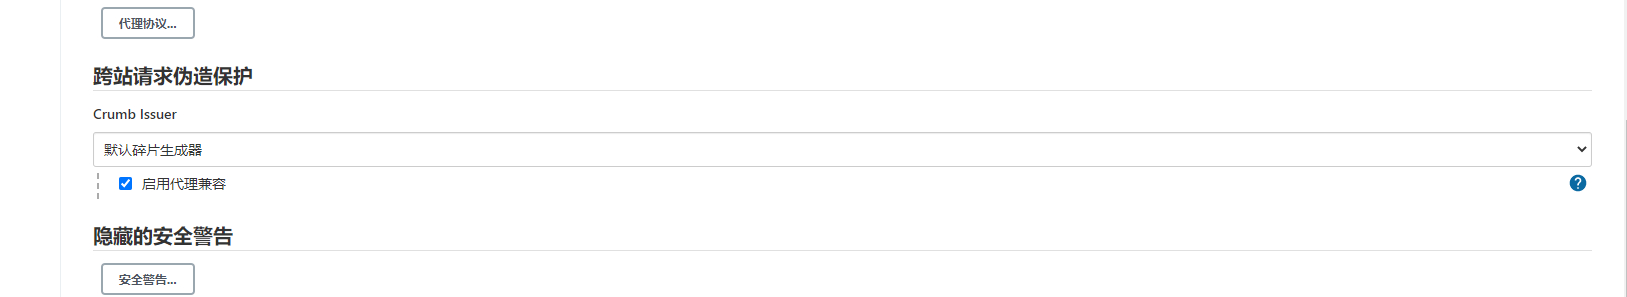 代理协议...
跨站请求伪造保护
Crumb Issuer
默认碎片生成器
启用代理兼容
?
隐藏的安全警告
安全警告...